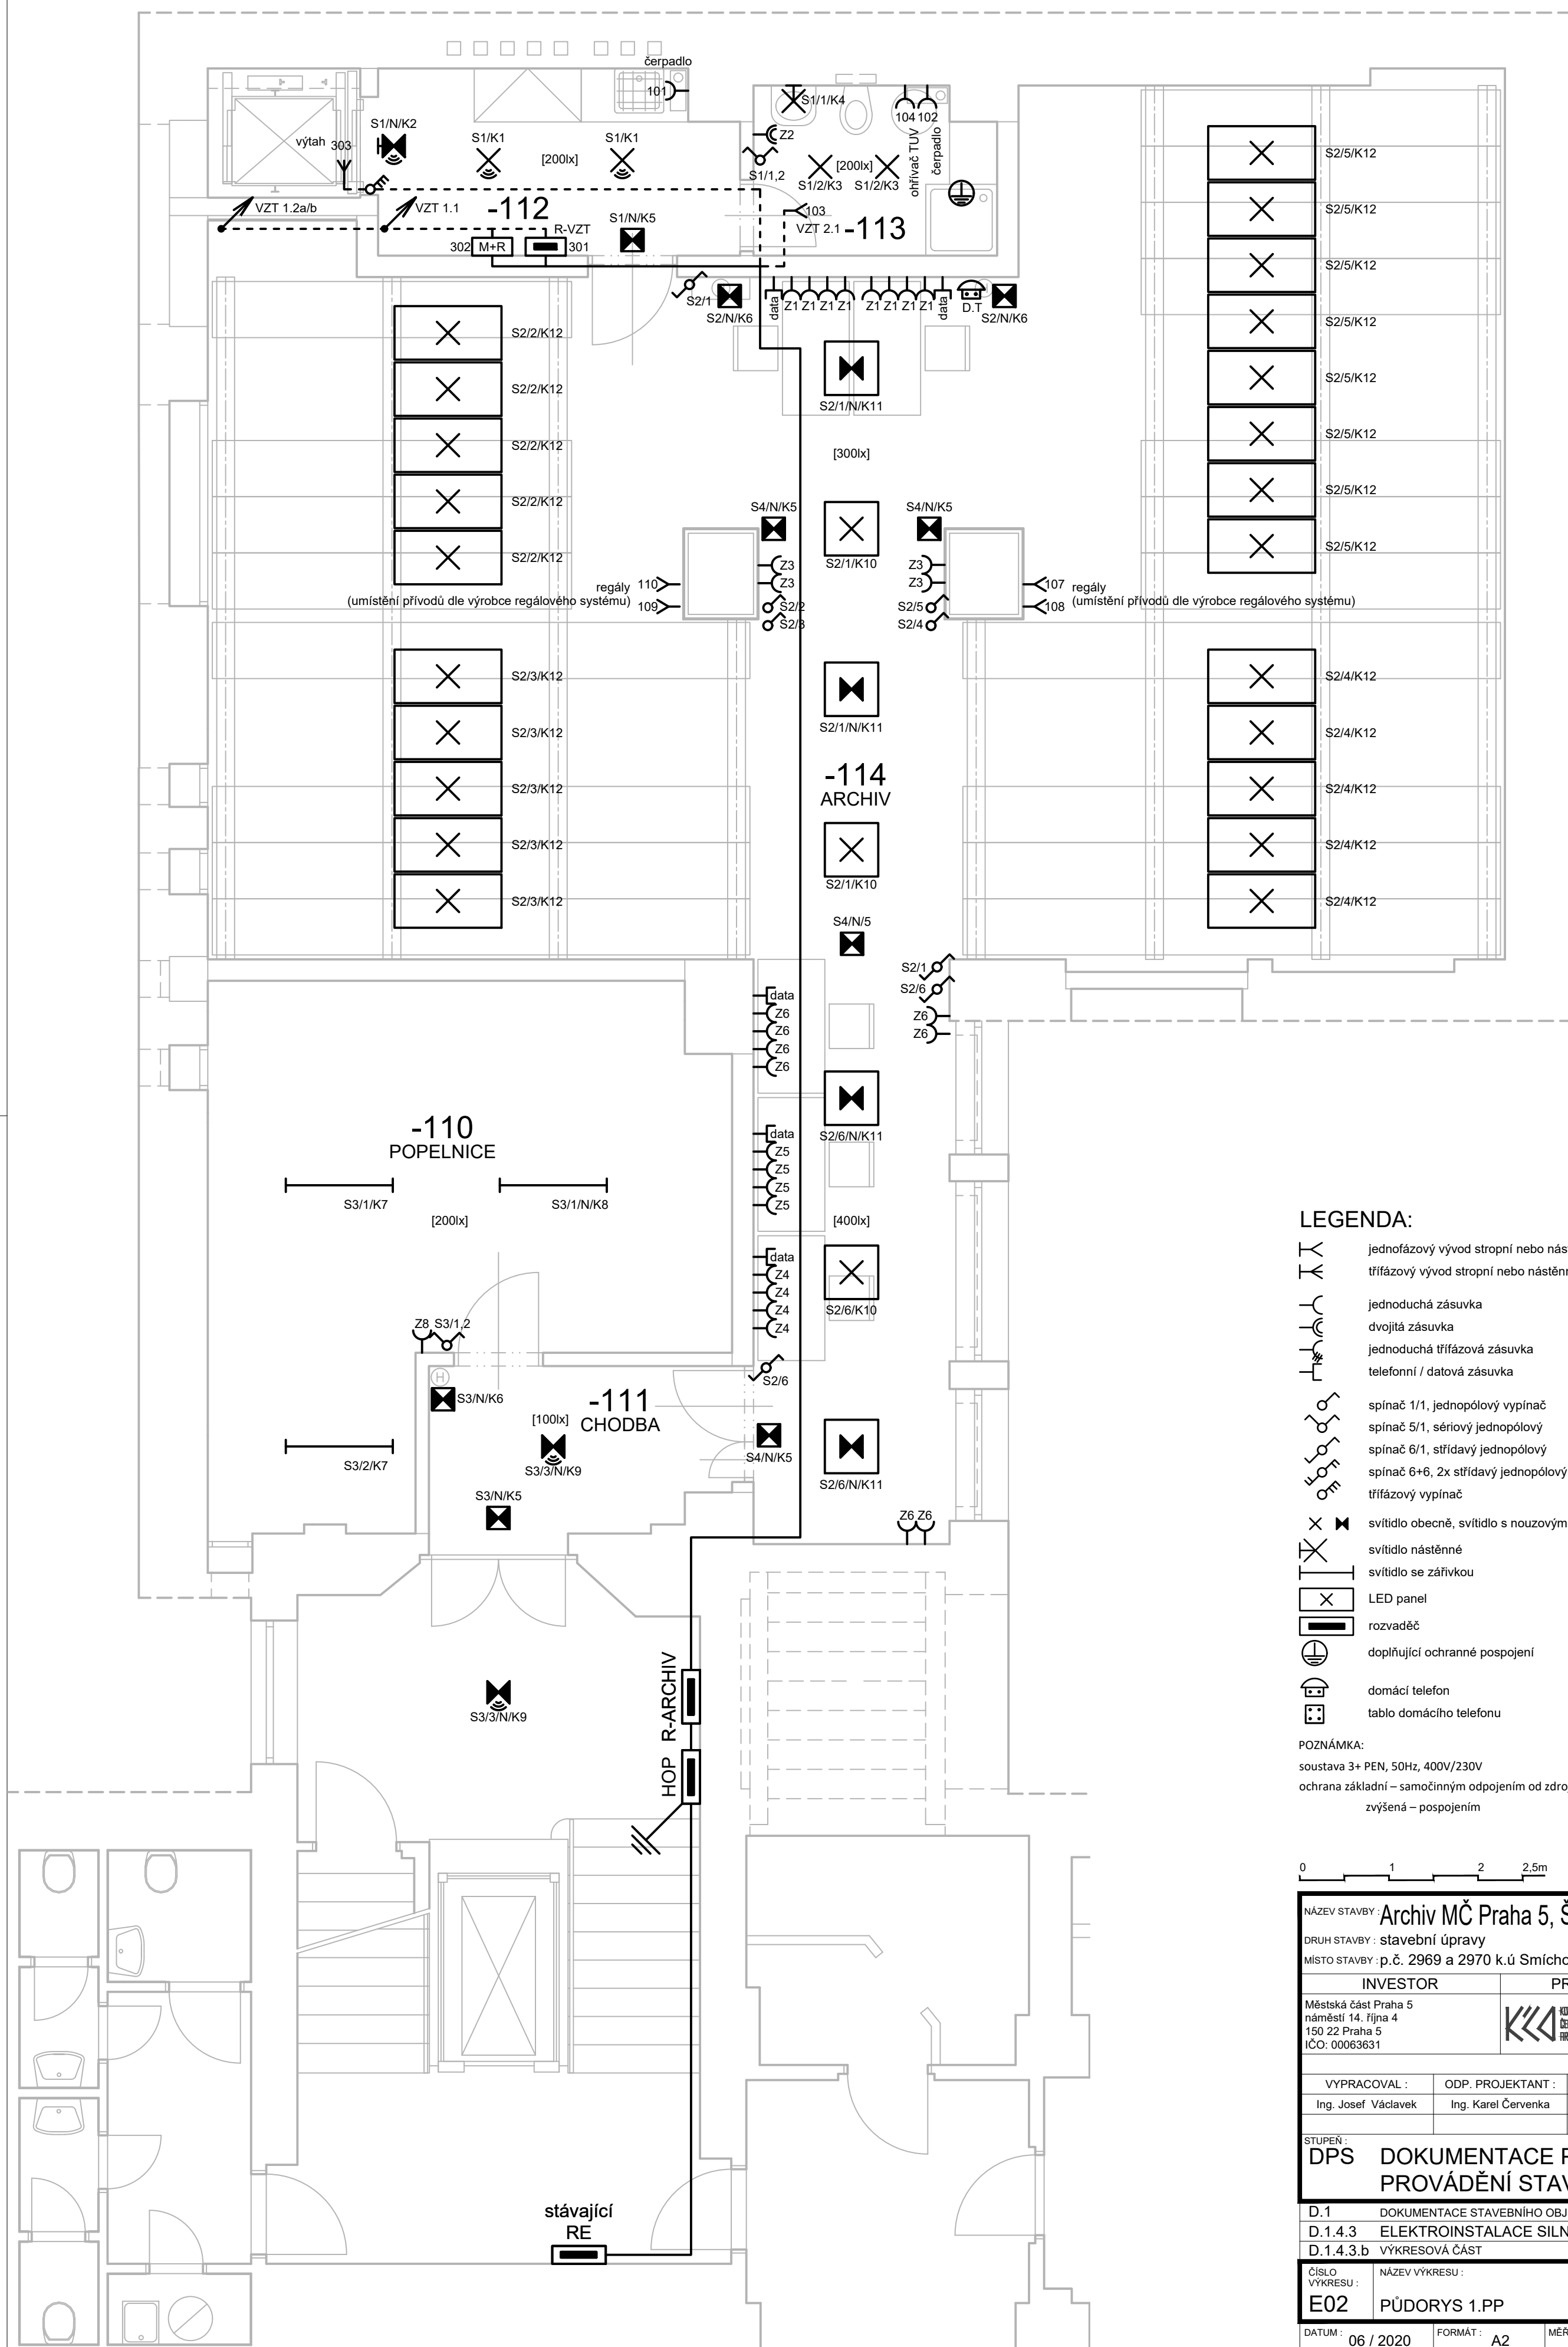 čerpadlo
101
S1/1/K4
104 102
ohřívač TUV
čerpadlo
S1/N/K2
výtah 303
S1/K1
S1/K1
[200lx]
Z2
S1/1,2
[200lx]
S1/2/K3
S1/2/K3
VZT 1.2a/b
VZT 1.1
-112
S1/N/K5
103
VZT 2.1
-113
R-VZT
302
M+R
301
S2/1
S2/N/K6
data
Z1 Z1 Z1 Z1
Z1 Z1 Z1 Z1
data
D.T
S2/N/K6
S2/5/K12
S2/5/K12
S2/5/K12
S2/5/K12
S2/5/K12
S2/5/K12
S2/5/K12
S2/5/K12
S2/2/K12
S2/2/K12
S2/2/K12
S2/2/K12
S2/2/K12
S2/1/N/K11
[300lx]
S4/N/K5
S4/N/K5
S2/1/K10
Z3
Z3
Z3
Z3
S2/2
S2/3
S2/5
S2/4
regály 110
(umístění přívodů dle výrobce regálového systému) 109
107 regály
108 (umístění přívodů dle výrobce regálového systému)
S2/3/K12
S2/3/K12
S2/3/K12
S2/3/K12
S2/3/K12
S2/4/K12
S2/4/K12
S2/4/K12
S2/4/K12
S2/4/K12
S2/1/N/K11
-114
ARCHIV
S2/1/K10
S4/N/5
S2/1
S2/6
Z6
Z6
data
Z6
Z6
Z6
Z6
S2/6/N/K11
-110
POPELNICE
data
Z5
Z5
Z5
Z5
S3/1/K7
S3/1/N/K8
[200lx]
[400lx]
data
Z4
Z4
Z4
Z4
S2/6/K10
Z8 S3/1,2
S2/6
H
S3/N/K6
-111
CHODBA
[100lx]
S3/3/N/K9
S3/2/K7
S4/N/K5
S2/6/N/K11
S3/N/K5
Z6 Z6
R-ARCHIV
HOP
S3/3/N/K9
stávající
RE
LEGENDA:
jednofázový vývod stropní nebo nás
třífázový vývod stropní nebo nástěnn
jednoduchá zásuvka
dvojitá zásuvka
jednoduchá třífázová zásuvka
telefonní / datová zásuvka
spínač 1/1, jednopólový vypínač
spínač 5/1, sériový jednopólový
spínač 6/1, střídavý jednopólový
spínač 6+6, 2x střídavý jednopólový
třífázový vypínač
svítidlo obecně, svítidlo s nouzovým
svítidlo nástěnné
svítidlo se zářivkou
LED panel
rozvaděč
doplňující ochranné pospojení
domácí telefon
tablo domácího telefonu
POZNÁMKA:
soustava 3+ PEN, 50Hz, 400V/230V
ochrana základní – samočinným odpojením od zdroj
zvýšená – pospojením
0 1 2 2,5m
NÁZEV STAVBY : Archiv MČ Praha 5, Š
DRUH STAVBY : stavební úpravy
MÍSTO STAVBY : p.č. 2969 a 2970 k.ú Smícho
INVESTOR
PR
Městská část Praha 5
náměstí 14. října 4
150 22 Praha 5
IČO: 00063631
VYPRACOVAL :
ODP. PROJEKTANT :
Ing. Josef Václavek
Ing. Karel Červenka
STUPEŇ :
DPS DOKUMENTACE P
PROVÁDĚNÍ STAV
D.1 DOKUMENTACE STAVEBNÍHO OBJ
D.1.4.3 ELEKTROINSTALACE SILN
D.1.4.3.b VÝKRESOVÁ ČÁST
ČÍSLO VÝKRESU :
NÁZEV VÝKRESU :
E02 PŮDORYS 1.PP
DATUM : 06 / 2020
FORMÁT : A2
MĚŘ